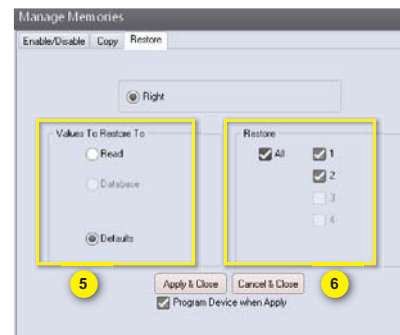 Manage Memories
Enable/Disable Copy Restore
Right
Values To Restore To
Restore
Read
All 1
Database
2
3
4
Defaults
5
6
Apply & Close Cancel & Close
Program Device when Apply